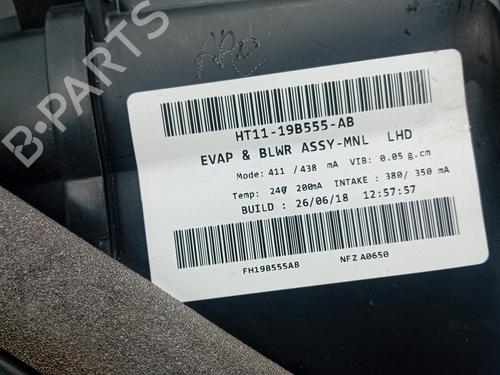 B-PARTS
HT11-19B555-AB
EVAP & BLWR ASSY-MNL LHD
Mode: 411 / 438 mA VIB: 0.05 g.cm
Temp: 240 200mA INTAKE : 380/ 350 mA
BUILD : 26/06/18 12:57:57
FH19B555AB NFZ A0650